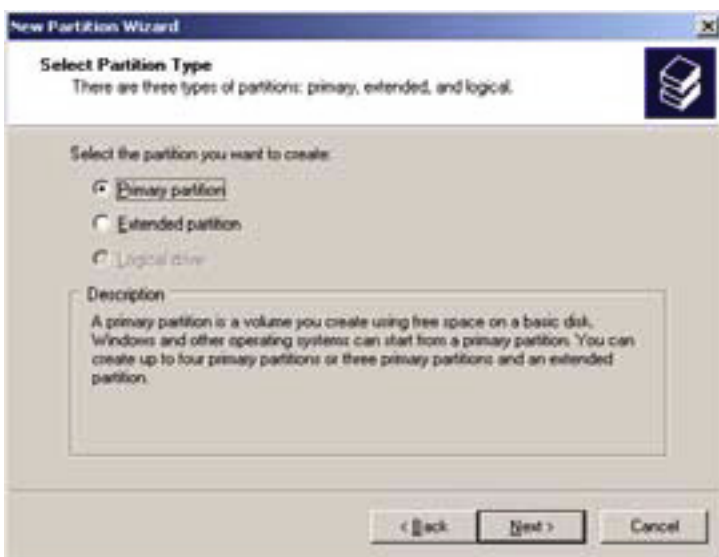 New Partition Wizard
Select Partition Type
There are three types of partitions: primary, extended, and logical.
Select the partition you want to create:
Primary partition
Extended partition
Logical drive
Description
A primary partition is a volume you create using free space on a basic disk.
Windows and other operating systems can start from a primary partition. You can
create up to four primary partitions or three primary partitions and an extended
partition.
< Back
Next >
Cancel